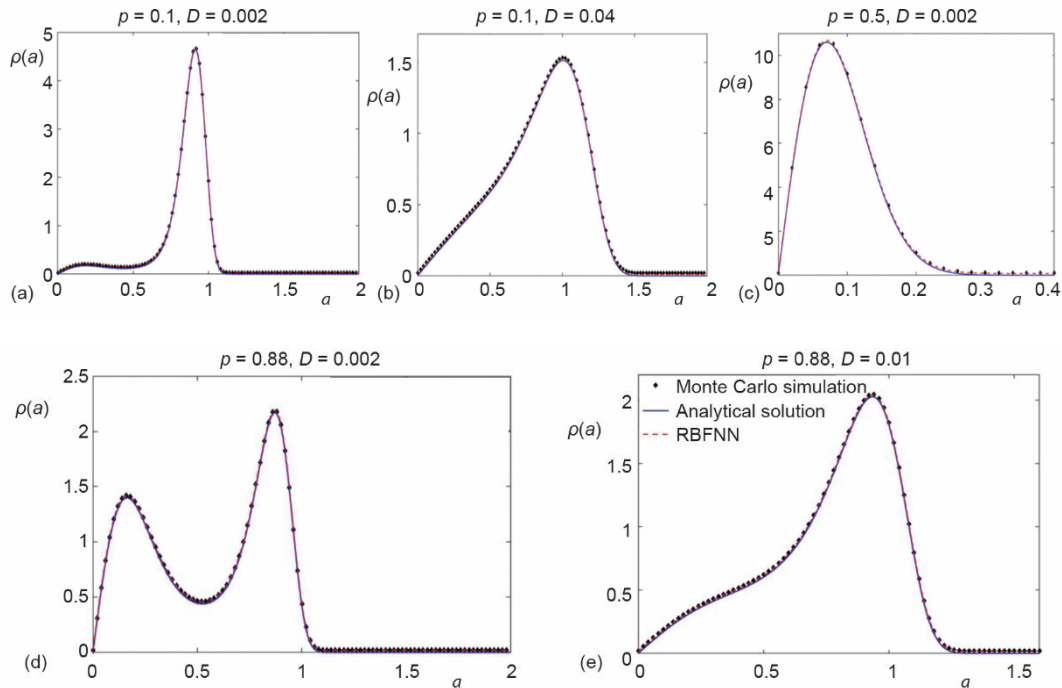 p = 0.1, D = 0.002
ρ(a)
5
4
3
2
1
0
0
0.5
1
1.5
2
(a)
a
p = 0.1, D = 0.04
ρ(a)
1.5
1
0.5
0
0
0.5
1
1.5
2
(b)
a
p = 0.5, D = 0.002
ρ(a)
10
8
6
10
5
0
0
0.1
0.2
0.3
0.4
(c)
a
p = 0.88, D = 0.002
ρ(a)
2.5
2
1.5
1
0.5
0
0
0.5
1
1.5
2
(d)
a
p = 0.88, D = 0.01
ρ(a)
Monte Carlo simulation
Analytical solution
RBFNN
2
1.5
1
0.5
0
0
0.5
1
1.5
(e)
a